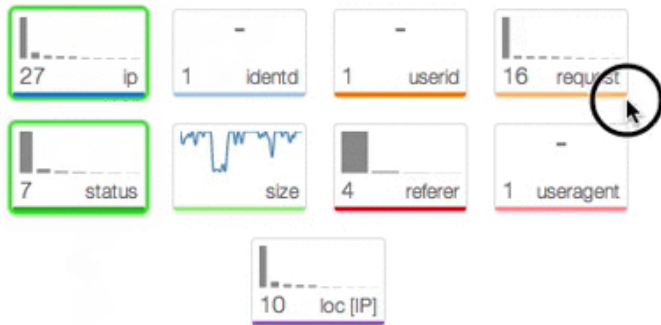 27 ip
1 identd
1 userid
16 request
7 status
size
4 referer
1 useragent
10 loc [IP]